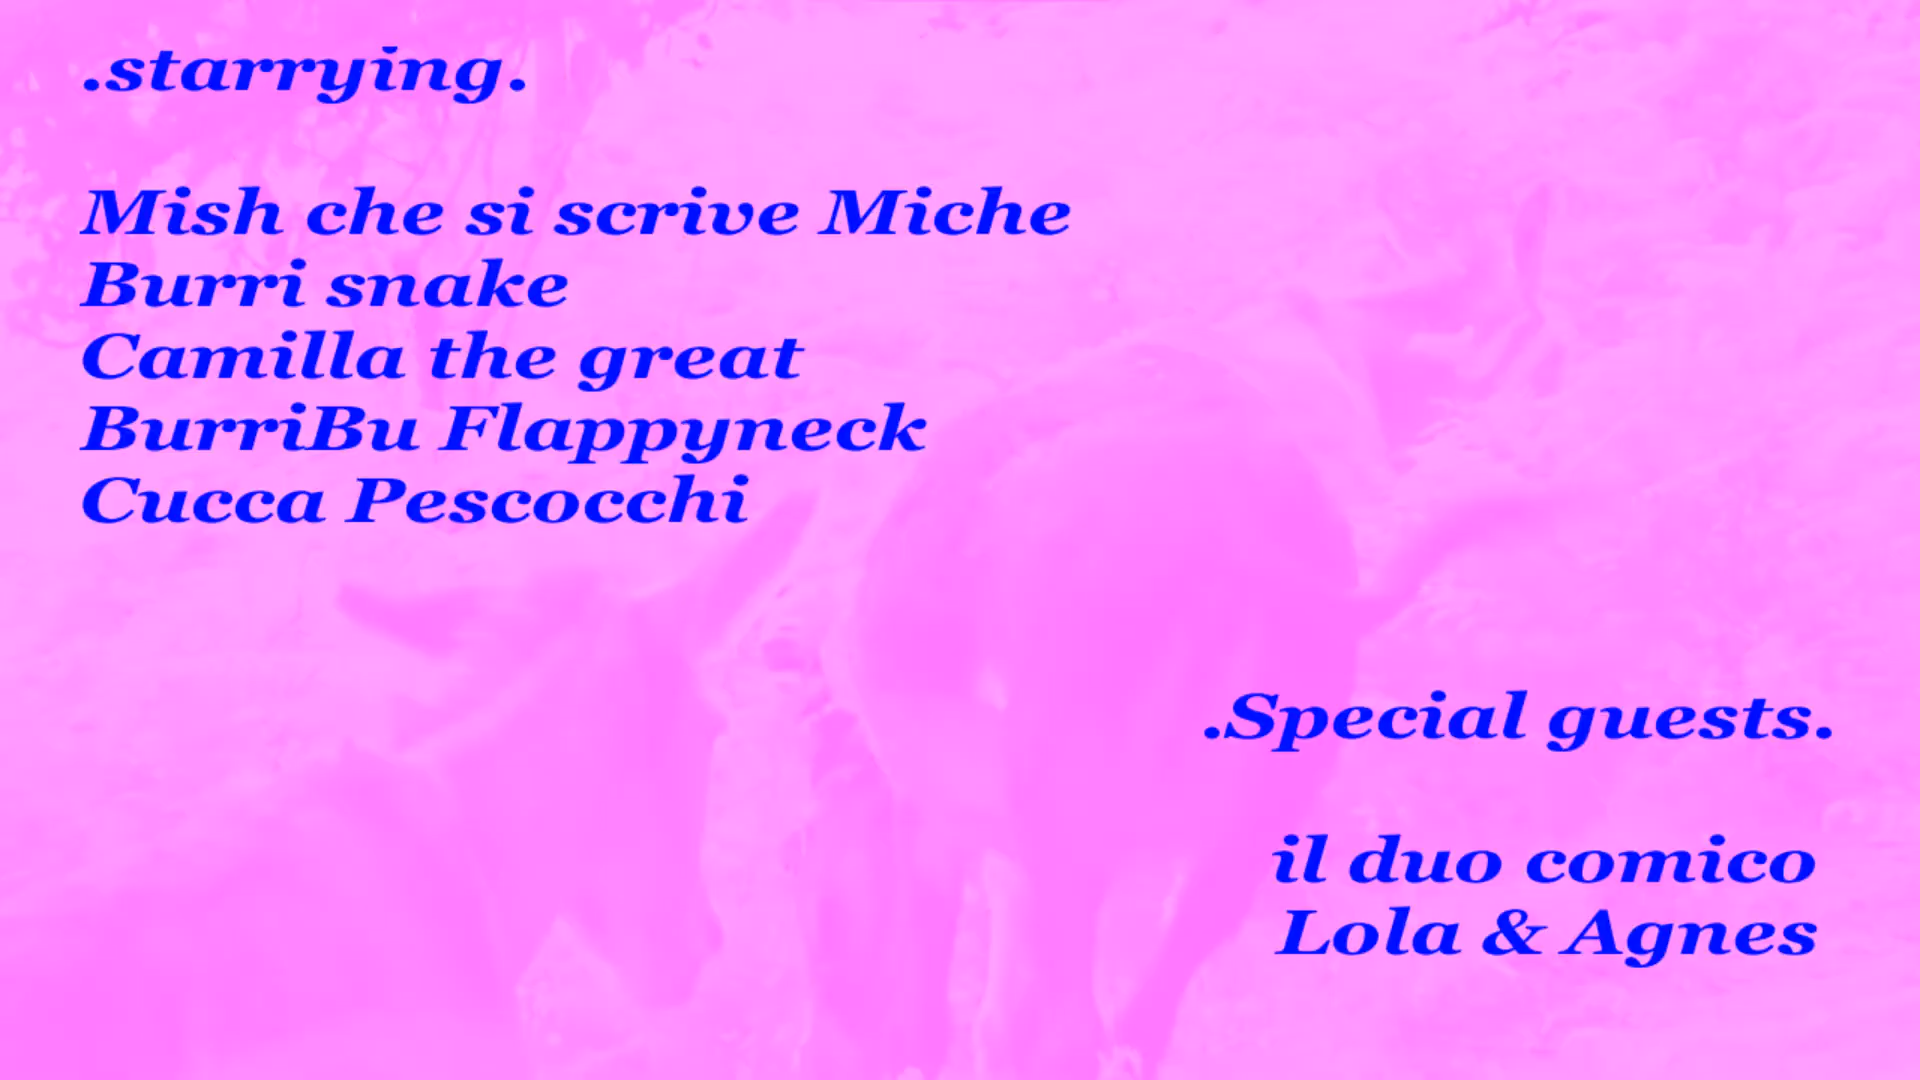 .starrying.
Mish che si scrive Miche
Burri snake
Camilla the great
BurriBu Flappyneck
Cucca Pescocchi
.Special guests.
il duo comico
Lola & Agnes